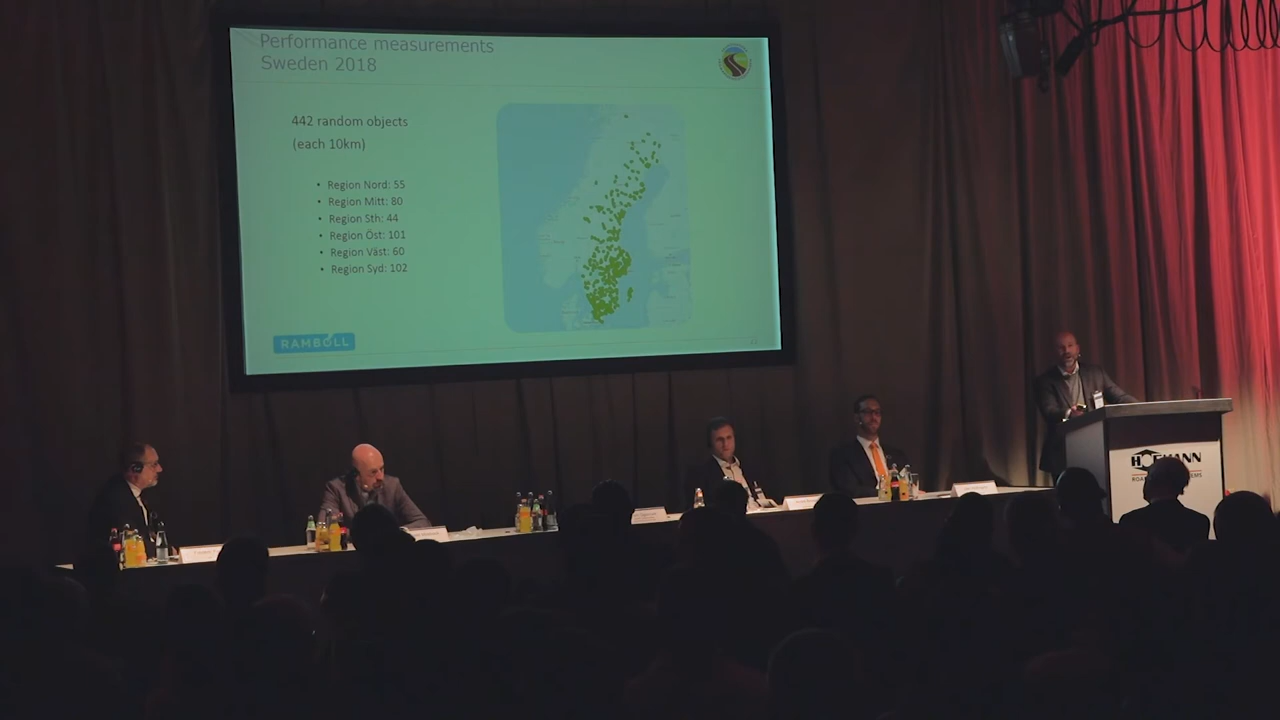 Performance measurements
Sweden 2018
442 random objects
(each 10km)
• Region Nord: 55
• Region Mitt: 80
• Region Sth: 44
• Region Öst: 101
• Region Väst: 60
• Region Syd: 102
RAMBOLL
HOFMANN